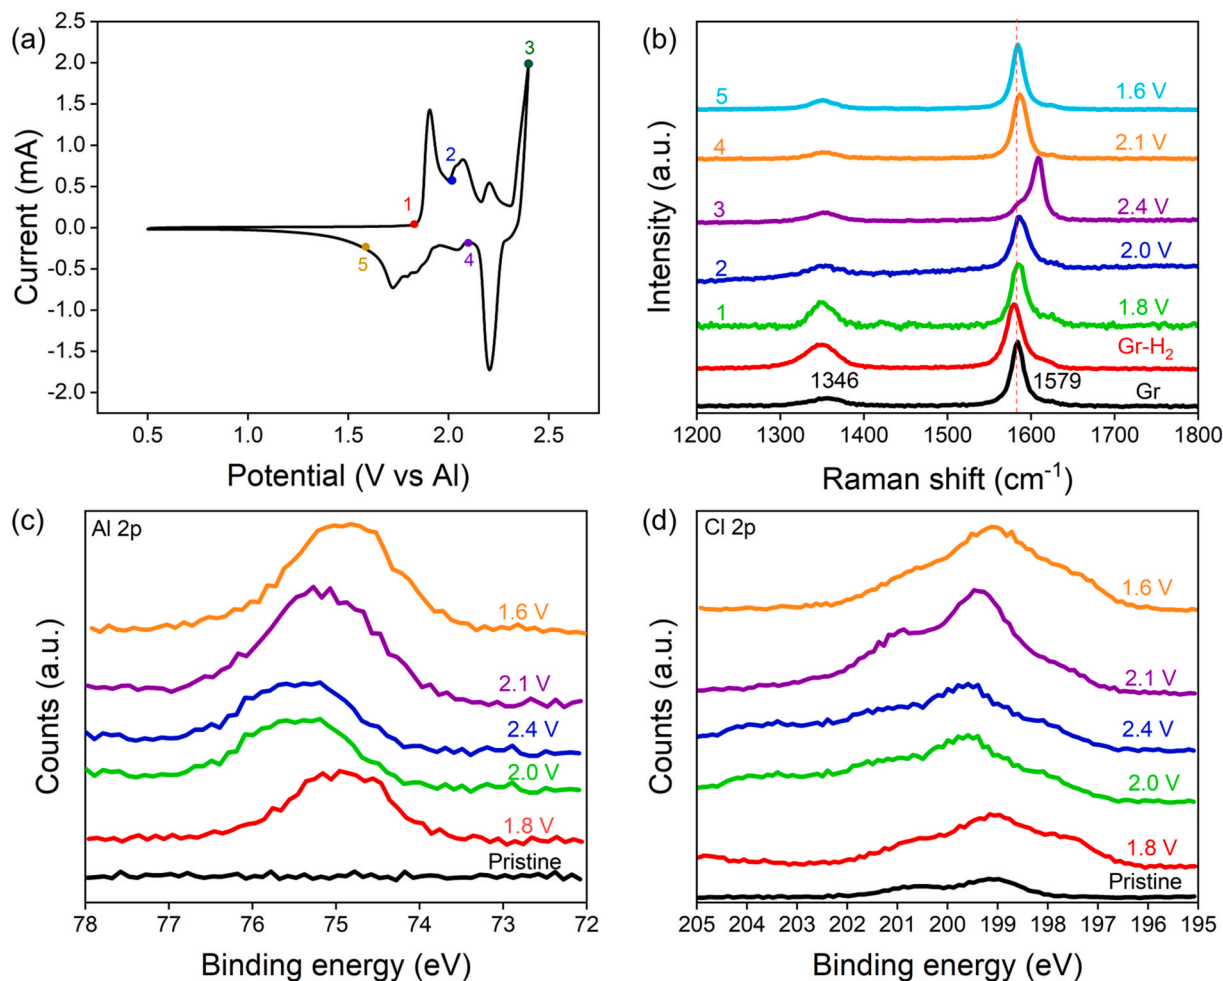 (a)
Current (mA)
2.5
2.0
1.5
1.0
0.5
0.0
-0.5
-1.0
-1.5
-2.0
1
2
3
4
5
0.5 1.0 1.5 2.0 2.5
Potential (V vs Al)
(b)
Intensity (a.u.)
5 1.6 V
4 2.1 V
3 2.4 V
2 2.0 V
1 1.8 V
Gr-H2
1346 1579
Gr
1200 1300 1400 1500 1600 1700 1800
Raman shift (cm-1)
(c)
Al 2p
Counts (a.u.)
1.6 V
2.1 V
2.4 V
2.0 V
1.8 V
Pristine
78 77 76 75 74 73 72
Binding energy (eV)
(d)
Cl 2p
Counts (a.u.)
1.6 V
2.1 V
2.4 V
2.0 V
1.8 V
Pristine
205 204 203 202 201 200 199 198 197 196 195
Binding energy (eV)